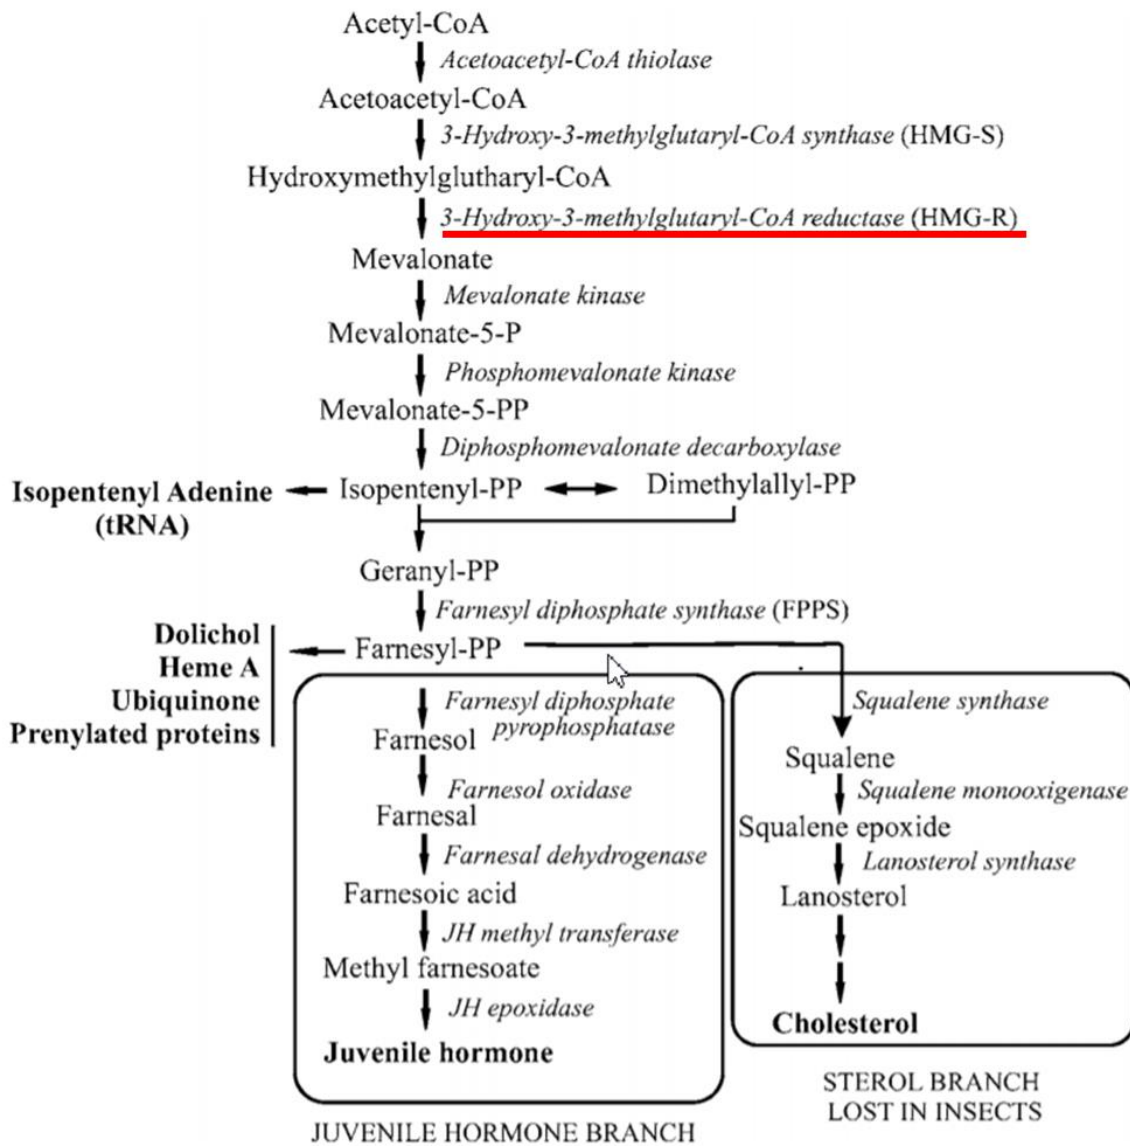 Acetyl-CoA
Acetoacetyl-CoA thiolase
Acetoacetyl-CoA
3-Hydroxy-3-methylglutaryl-CoA synthase (HMG-S)
Hydroxymethylglutharyl-CoA
3-Hydroxy-3-methylglutaryl-CoA reductase (HMG-R)
Mevalonate
Mevalonate kinase
Mevalonate-5-P
Phosphomevalonate kinase
Mevalonate-5-PP
Diphosphomevalonate decarboxylase
Isopentenyl Adenine
(tRNA)
Isopentenyl-PP
Dimethylallyl-PP
Geranyl-PP
Farnesyl diphosphate synthase (FPPS)
Dolichol
Heme A
Ubiquinone
Prenylated proteins
Farnesyl-PP
Farnesyl diphosphate
pyrophosphatase
Farnesol
Farnesol oxidase
Farnesal
Farnesal dehydrogenase
Farnesoic acid
JH methyl transferase
Methyl farnesoate
JH epoxidase
Juvenile hormone
JUVENILE HORMONE BRANCH
Squalene synthase
Squalene
Squalene monooxigenase
Squalene epoxide
Lanosterol synthase
Lanosterol
Cholesterol
STEROL BRANCH
LOST IN INSECTS